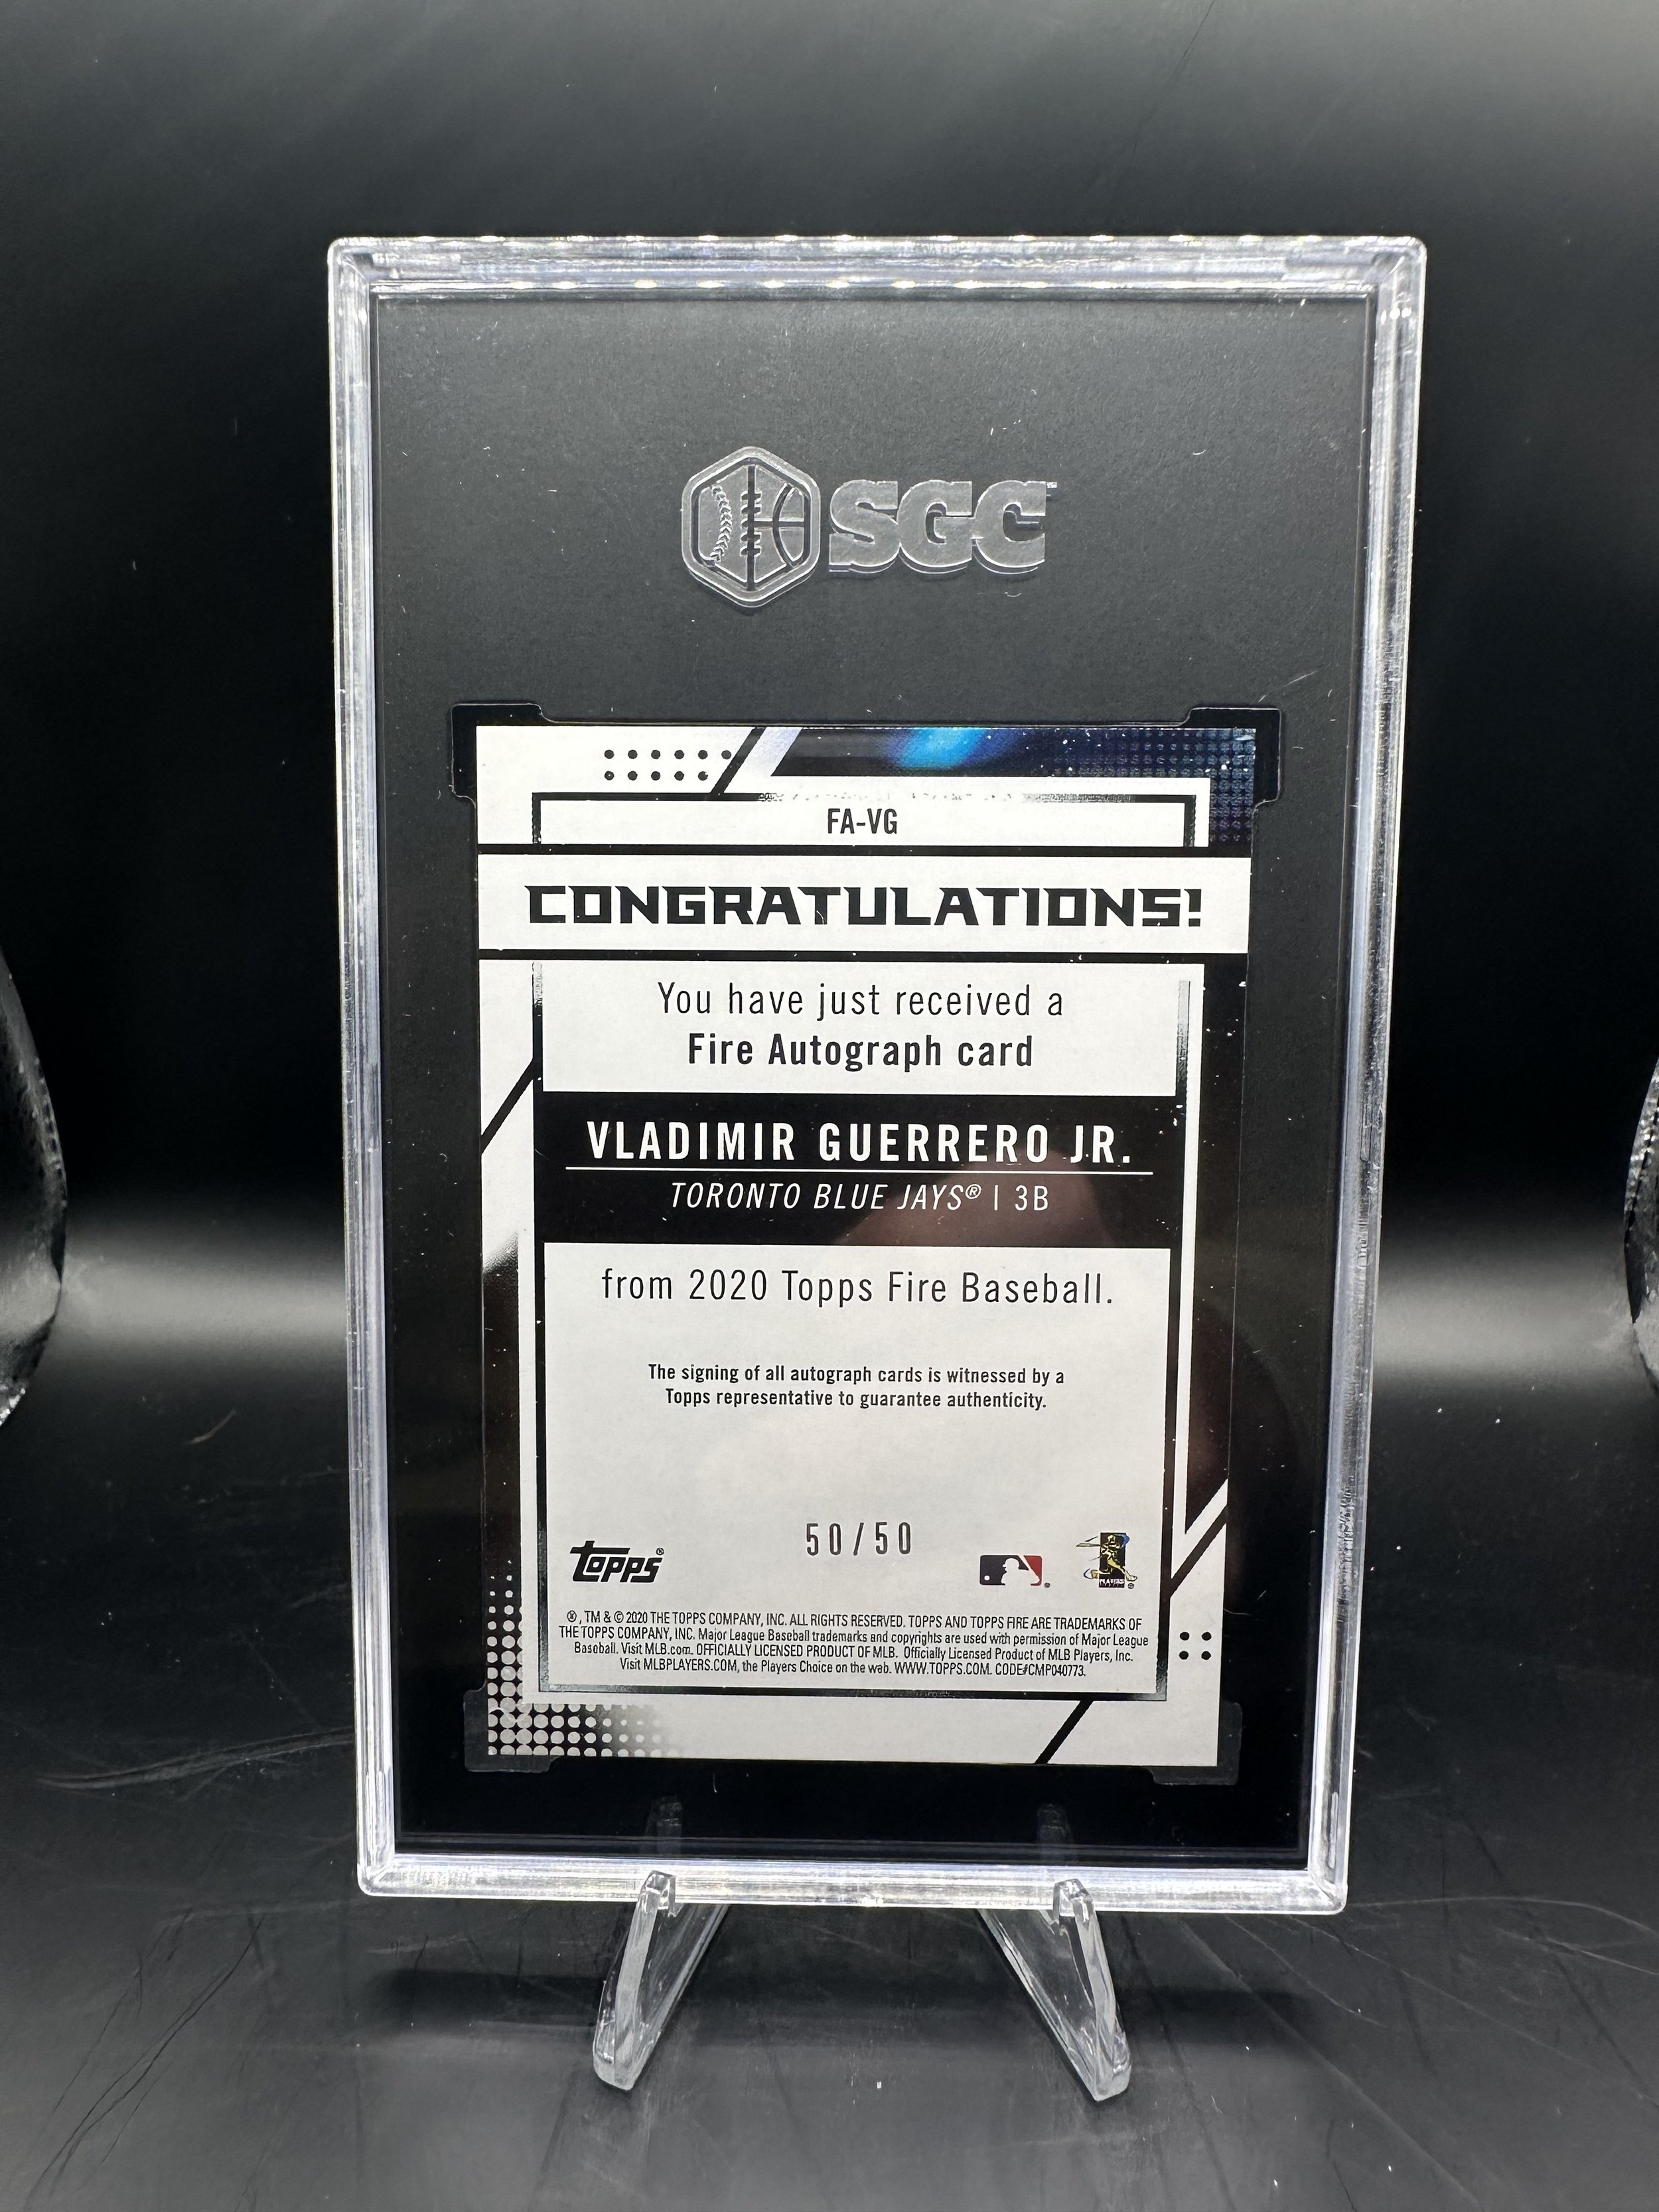 SGC
FA-VG
CONGRATULATIONS!
You have just received a
Fire Autograph card
VLADIMIR GUERRERO JR.
TORONTO BLUE JAYS® | 3B
from 2020 Topps Fire Baseball.
The signing of all autograph cards is witnessed by a
Topps representative to guarantee authenticity.
50/50
topps®
PLAYERS
®, TM & © 2020 THE TOPPS COMPANY, INC. ALL RIGHTS RESERVED. TOPPS AND TOPPS FIRE ARE TRADEMARKS OF
THE TOPPS COMPANY, INC. Major League Baseball trademarks and copyrights are used with permission of Major League
Baseball. Visit MLB.com. OFFICIALLY LICENSED PRODUCT OF MLB. Officially Licensed Product of MLB Players, Inc.
Visit MLBPLAYERS.COM, the Players Choice on the web. WWW.TOPPS.COM. CODE#CMP040773.